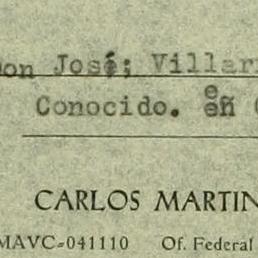 Don José; Villar
Conocido. en
CARLOS MARTIN
MAVC-041110 Of. Federal